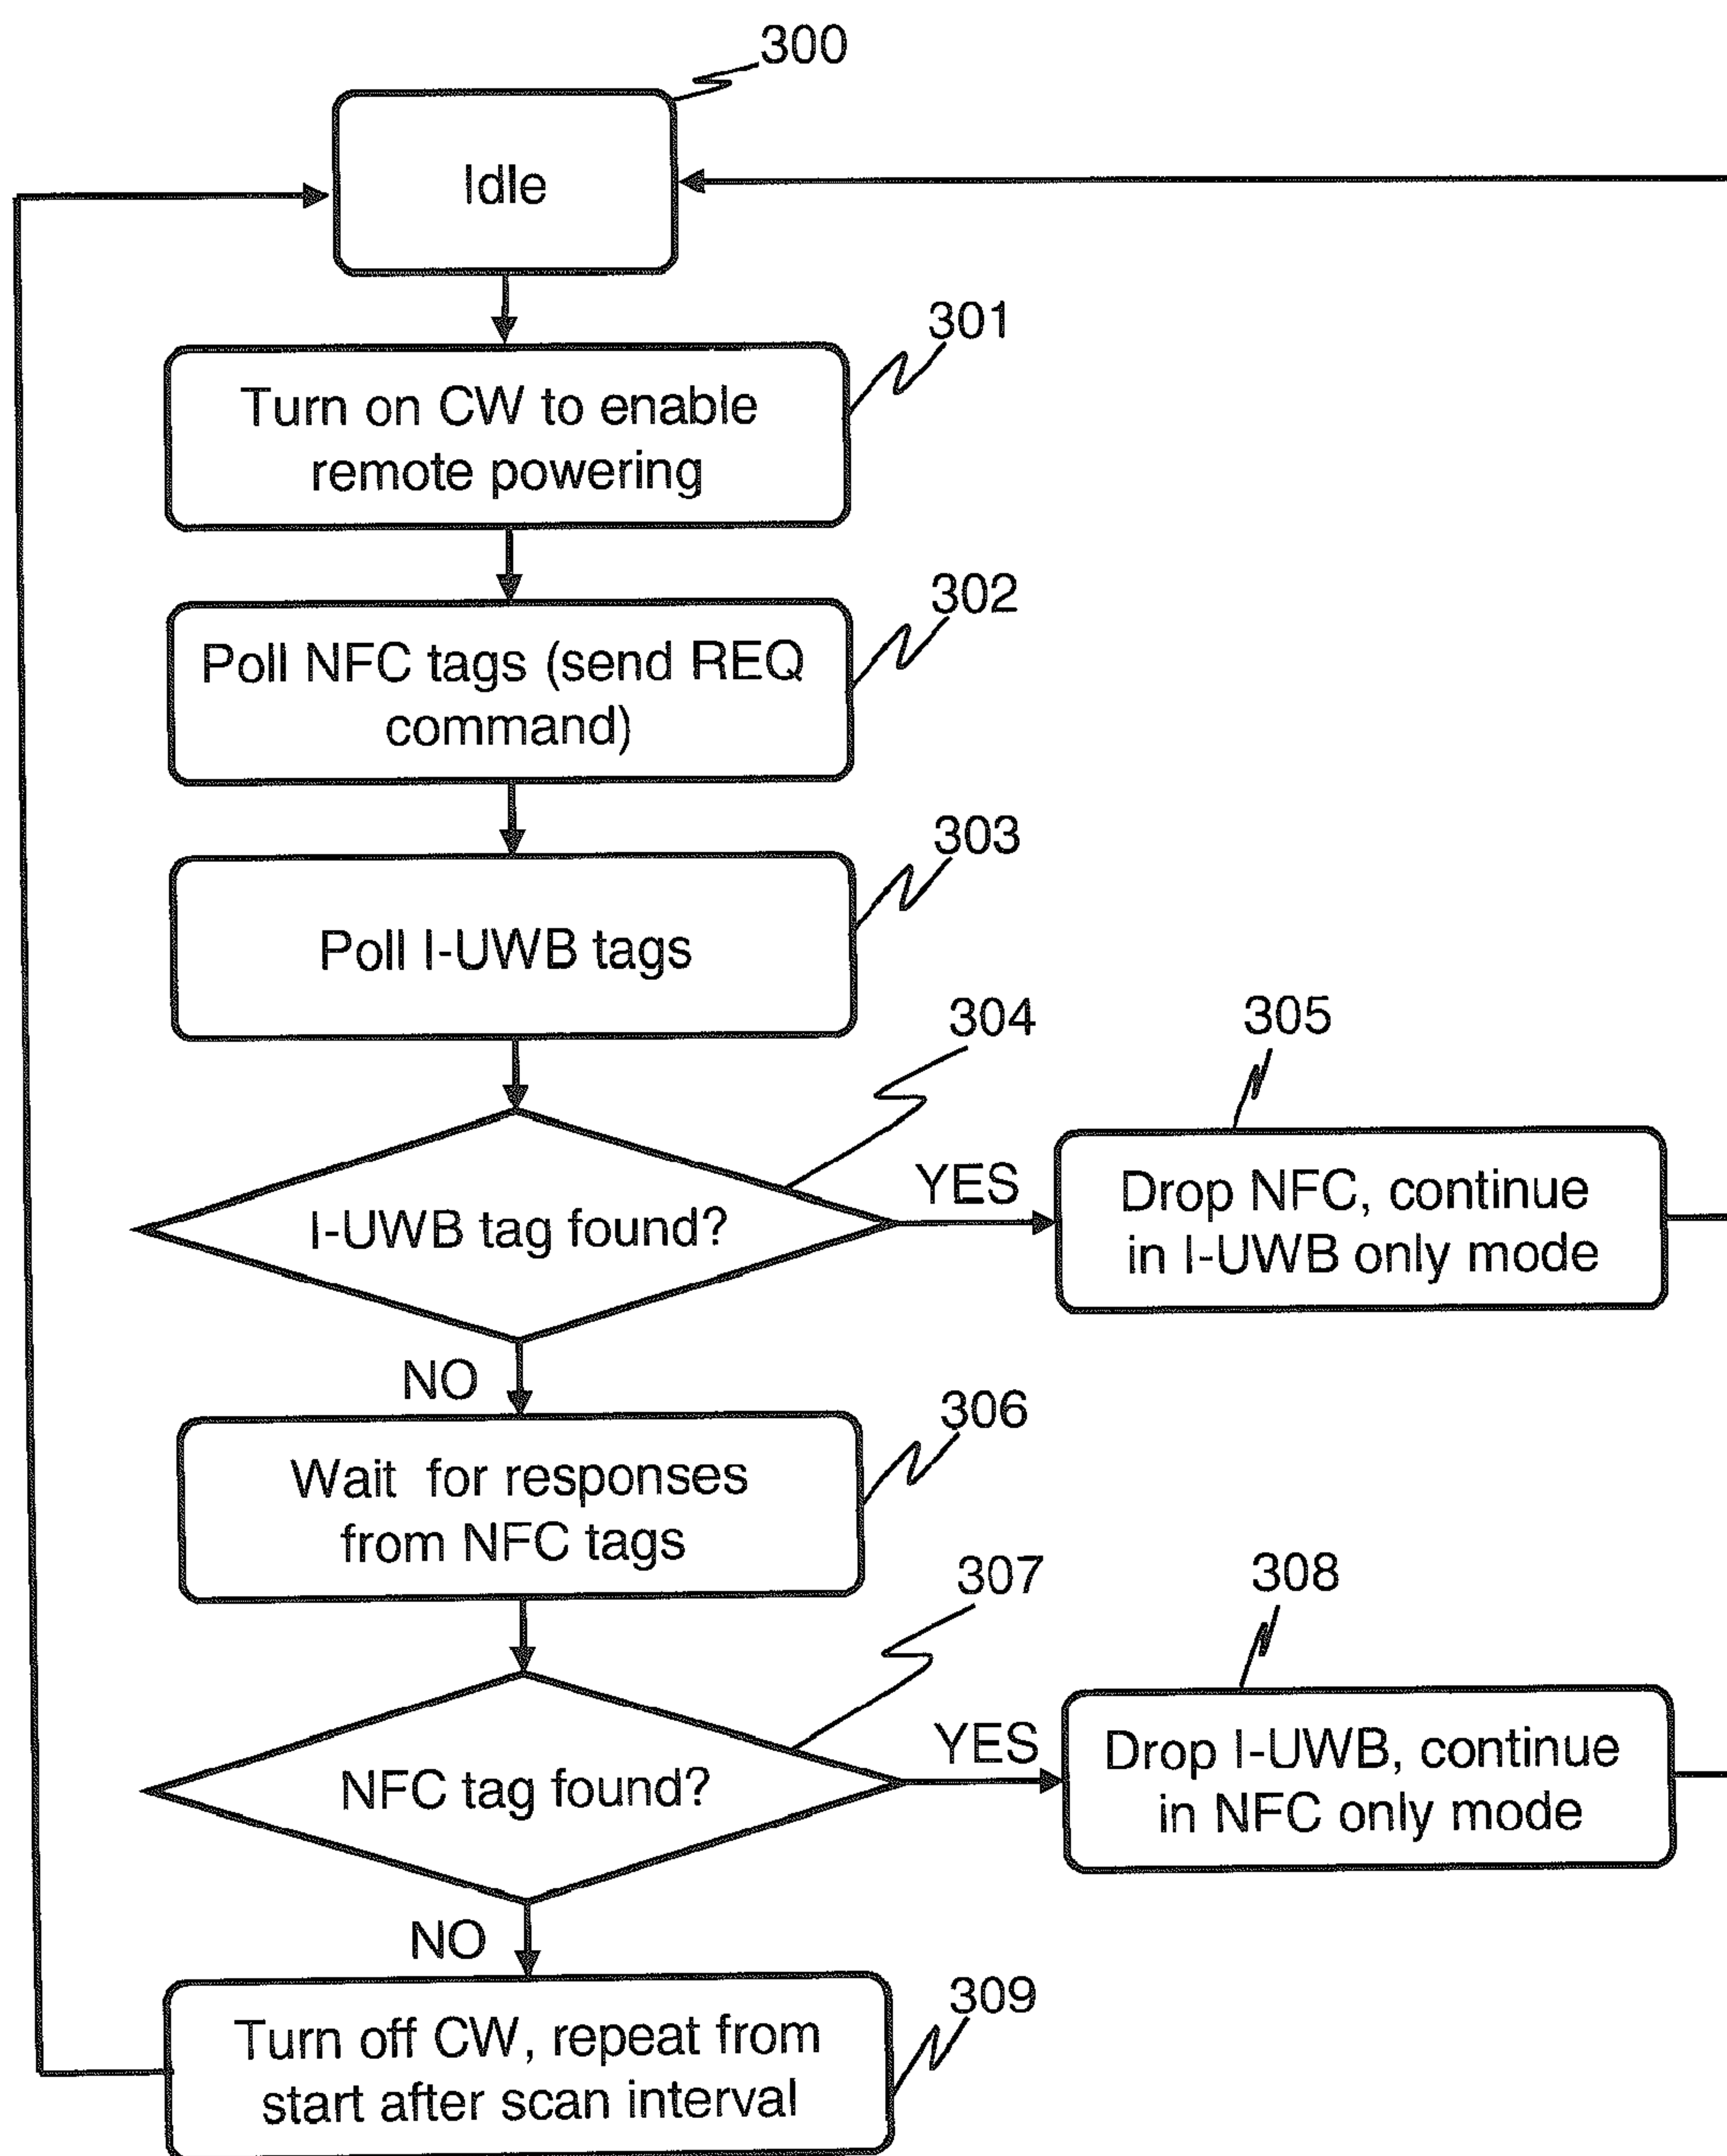 300
Idle
301
Turn on CW to enable
remote powering
302
Poll NFC tags (send REQ
command)
303
Poll I-UWB tags
304
305
I-UWB tag found?
YES
Drop NFC, continue
in I-UWB only mode
NO
306
Wait for responses
from NFC tags
307
308
NFC tag found?
YES
Drop I-UWB, continue
in NFC only mode
NO
309
Turn off CW, repeat from
start after scan interval